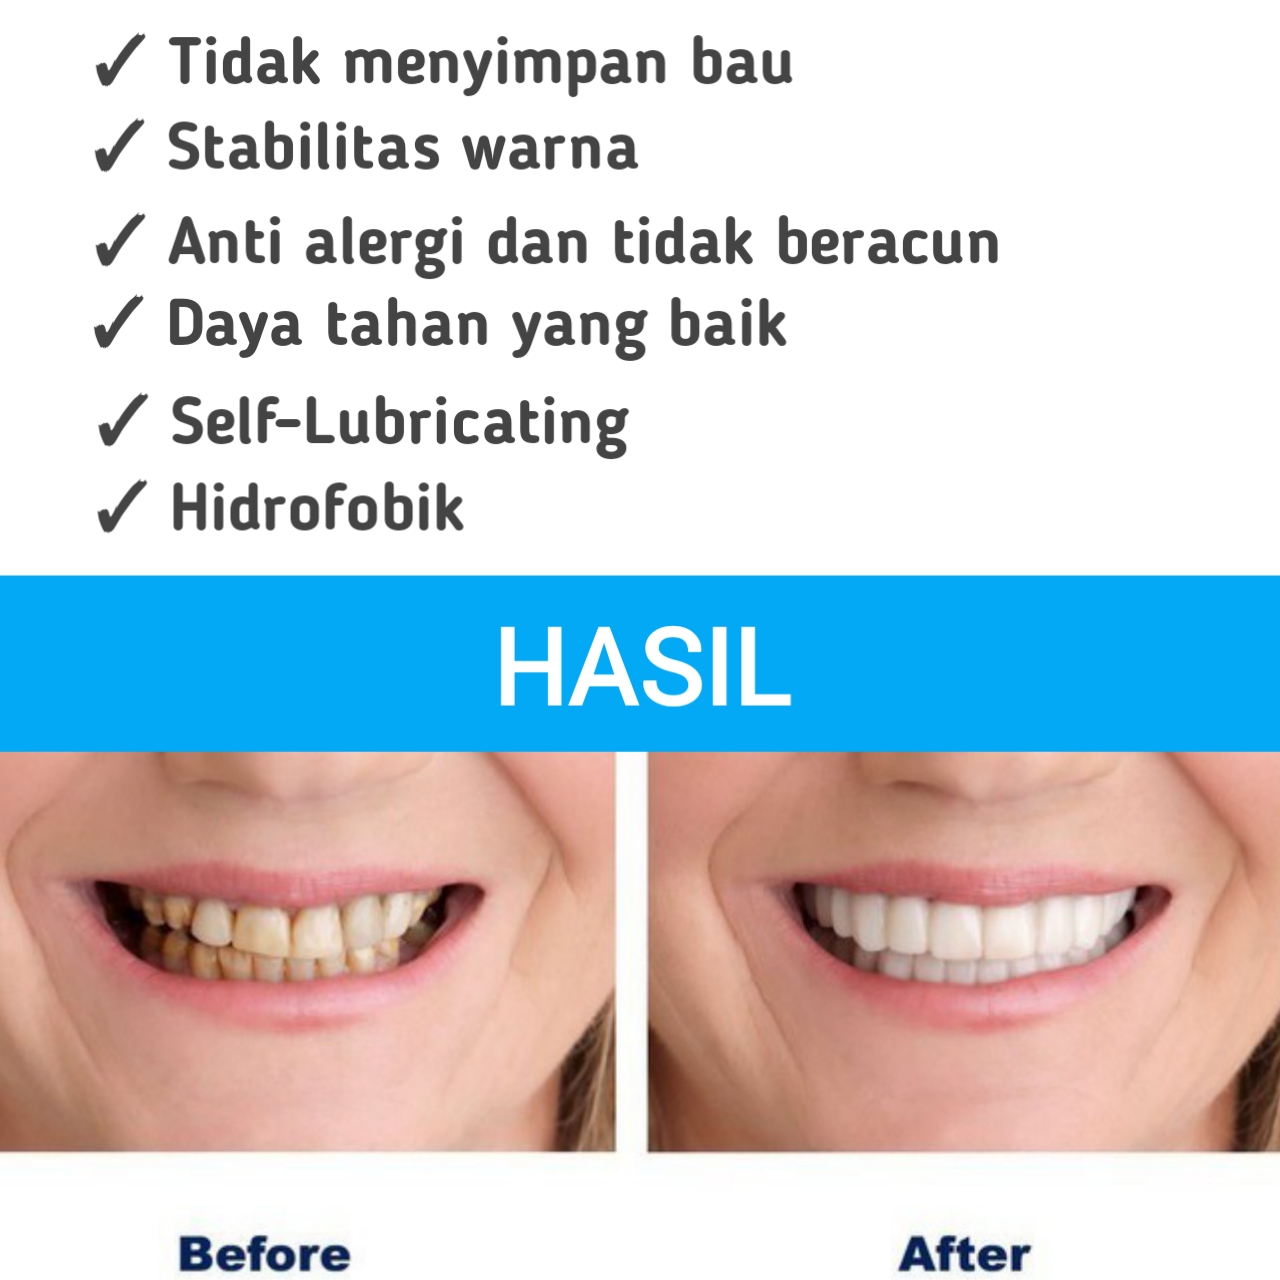 ✓ Tidak menyimpan bau
✓ Stabilitas warna
✓ Anti alergi dan tidak beracun
✓ Daya tahan yang baik
✓ Self-Lubricating
✓ Hidrofobik
HASIL
Before
After